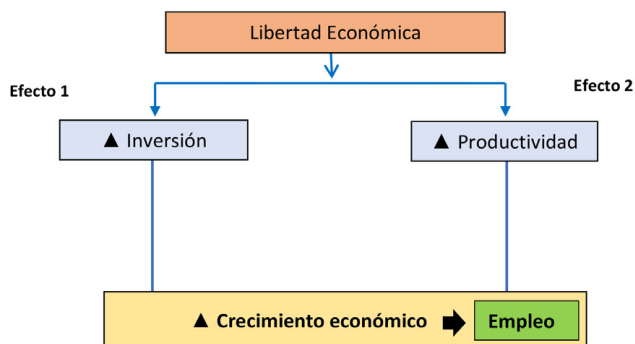 Libertad Económica
Efecto 1
Efecto 2
▲ Inversión
▲ Productividad
▲ Crecimiento económico
Empleo